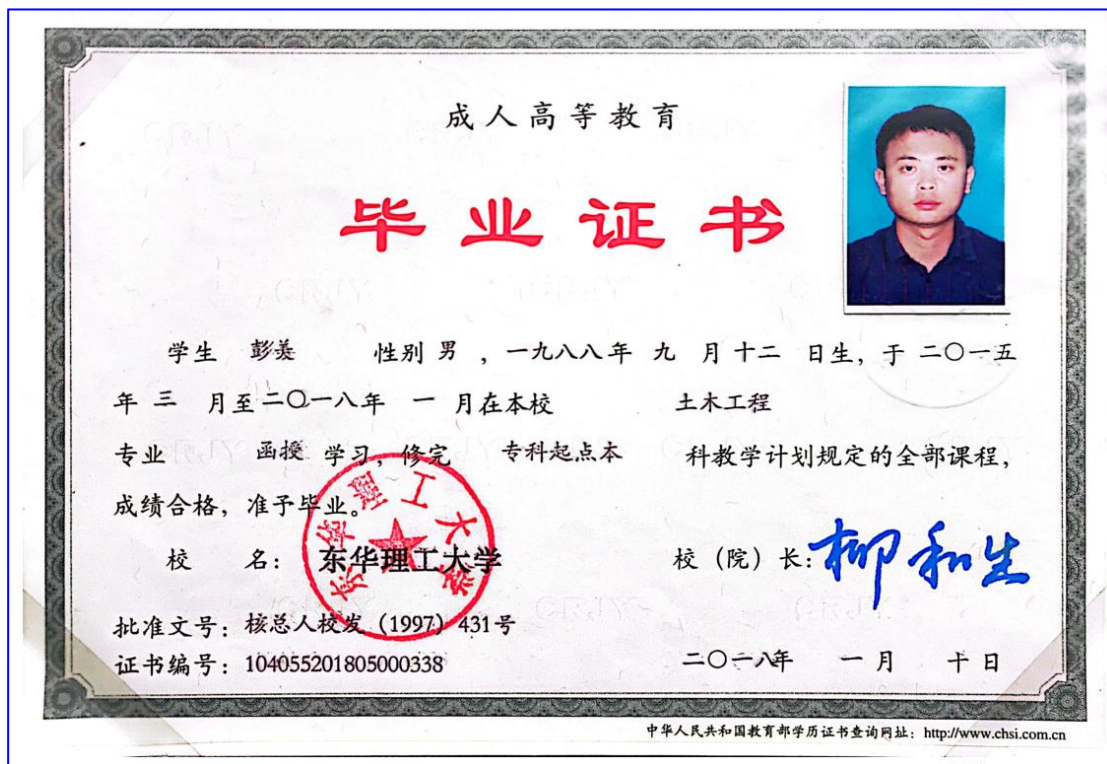 成人高等教育
毕业证书
学生 彭羕 性别 男 ，一九八八年 九 月十二 日生，于 二〇一五
年 三 月至二〇一八年 一 月在本校 土木工程
专业 函授 学习，修完 专科起点本 科教学计划规定的全部课程，
成绩合格，准予毕业。
校 名：东华理工大学
东华理工大学
校（院）长：柳和生
批准文号：核总人校发（1997）431号
证书编号：104055201805000338
二〇一八年 一月 十日
中华人民共和国教育部学历证书查询网址：http://www.chsi.com.cn